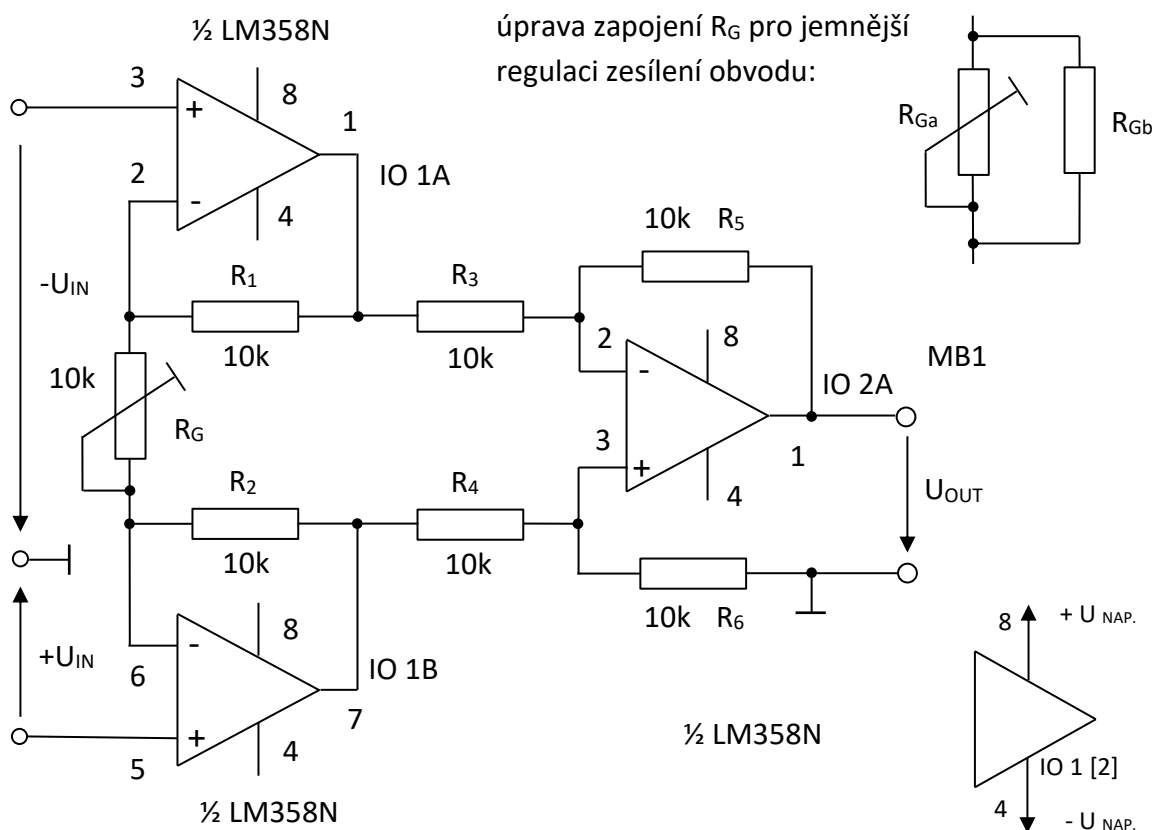 ½ LM358N
úprava zapojení RG pro jemnější
regulaci zesílení obvodu:
3
8
+
1
RGa
RGb
2
IO 1A
-
4
10k R5
-UIN
R1
R3
10k
10k
2
8
MB1
10k
-
IO 2A
RG
3
1
R2
R4
+
4
UOUT
10k
10k
8
10k R6
+UIN
-
8
+ U NAP.
6
IO 1B
7
½ LM358N
+
4
5
IO 1 [2]
½ LM358N
4
- U NAP.